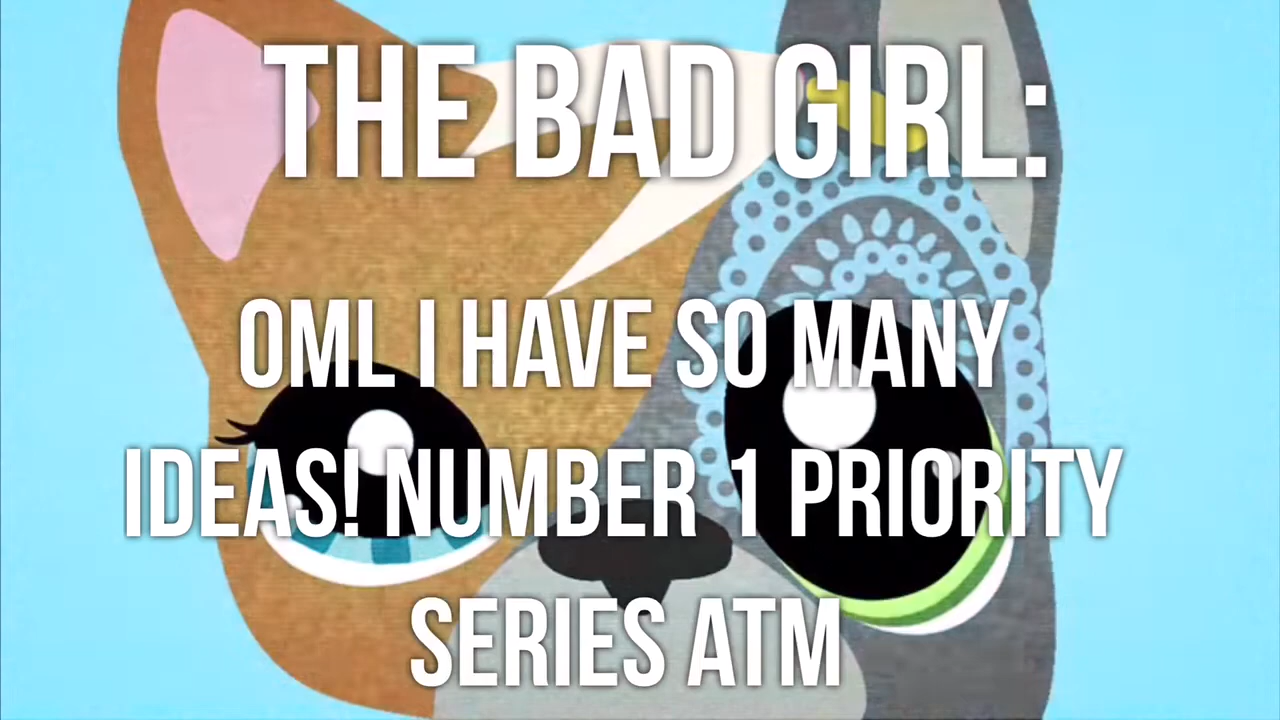 THE BAD GIRL:
OML I HAVE SO MANY
IDEAS! NUMBER 1 PRIORITY
SERIES ATM